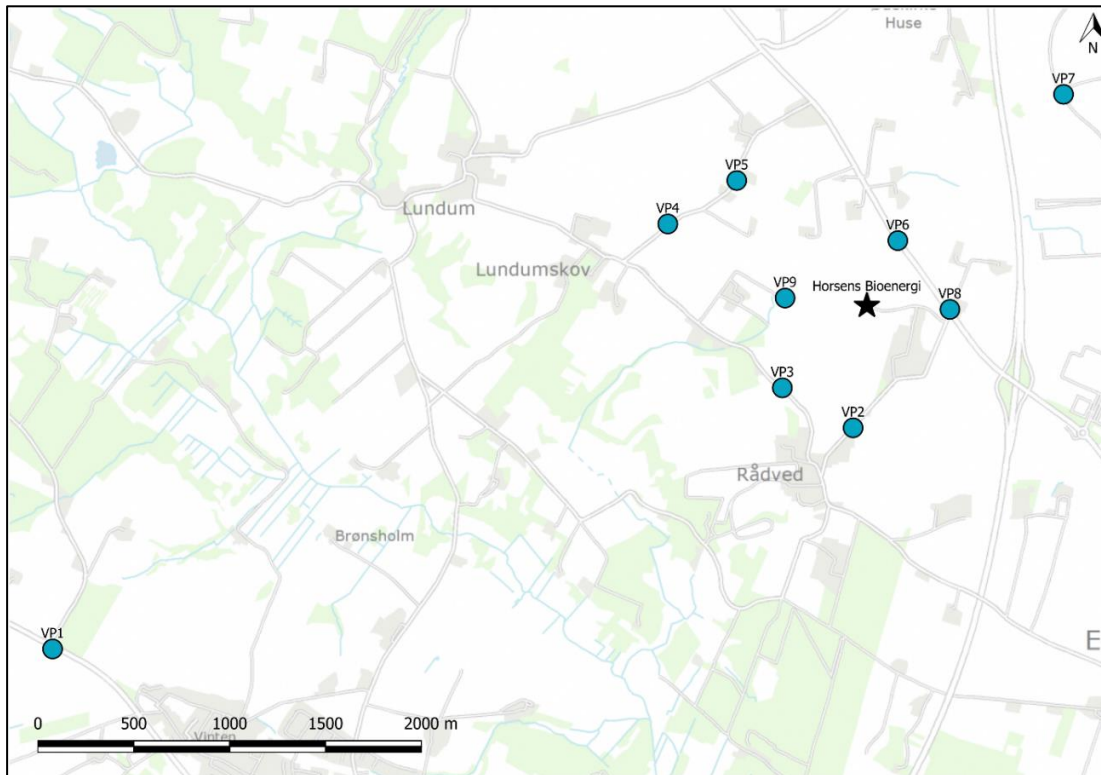 Huse
N
VP7
VP5
Lundum
VP4
VP6
Lundumskov
VP9
Horsens Bioenergi
VP8
VP3
VP2
Rådved
Brønsholm
VP1
E
0 500 1000 1500 2000 m
Vinten